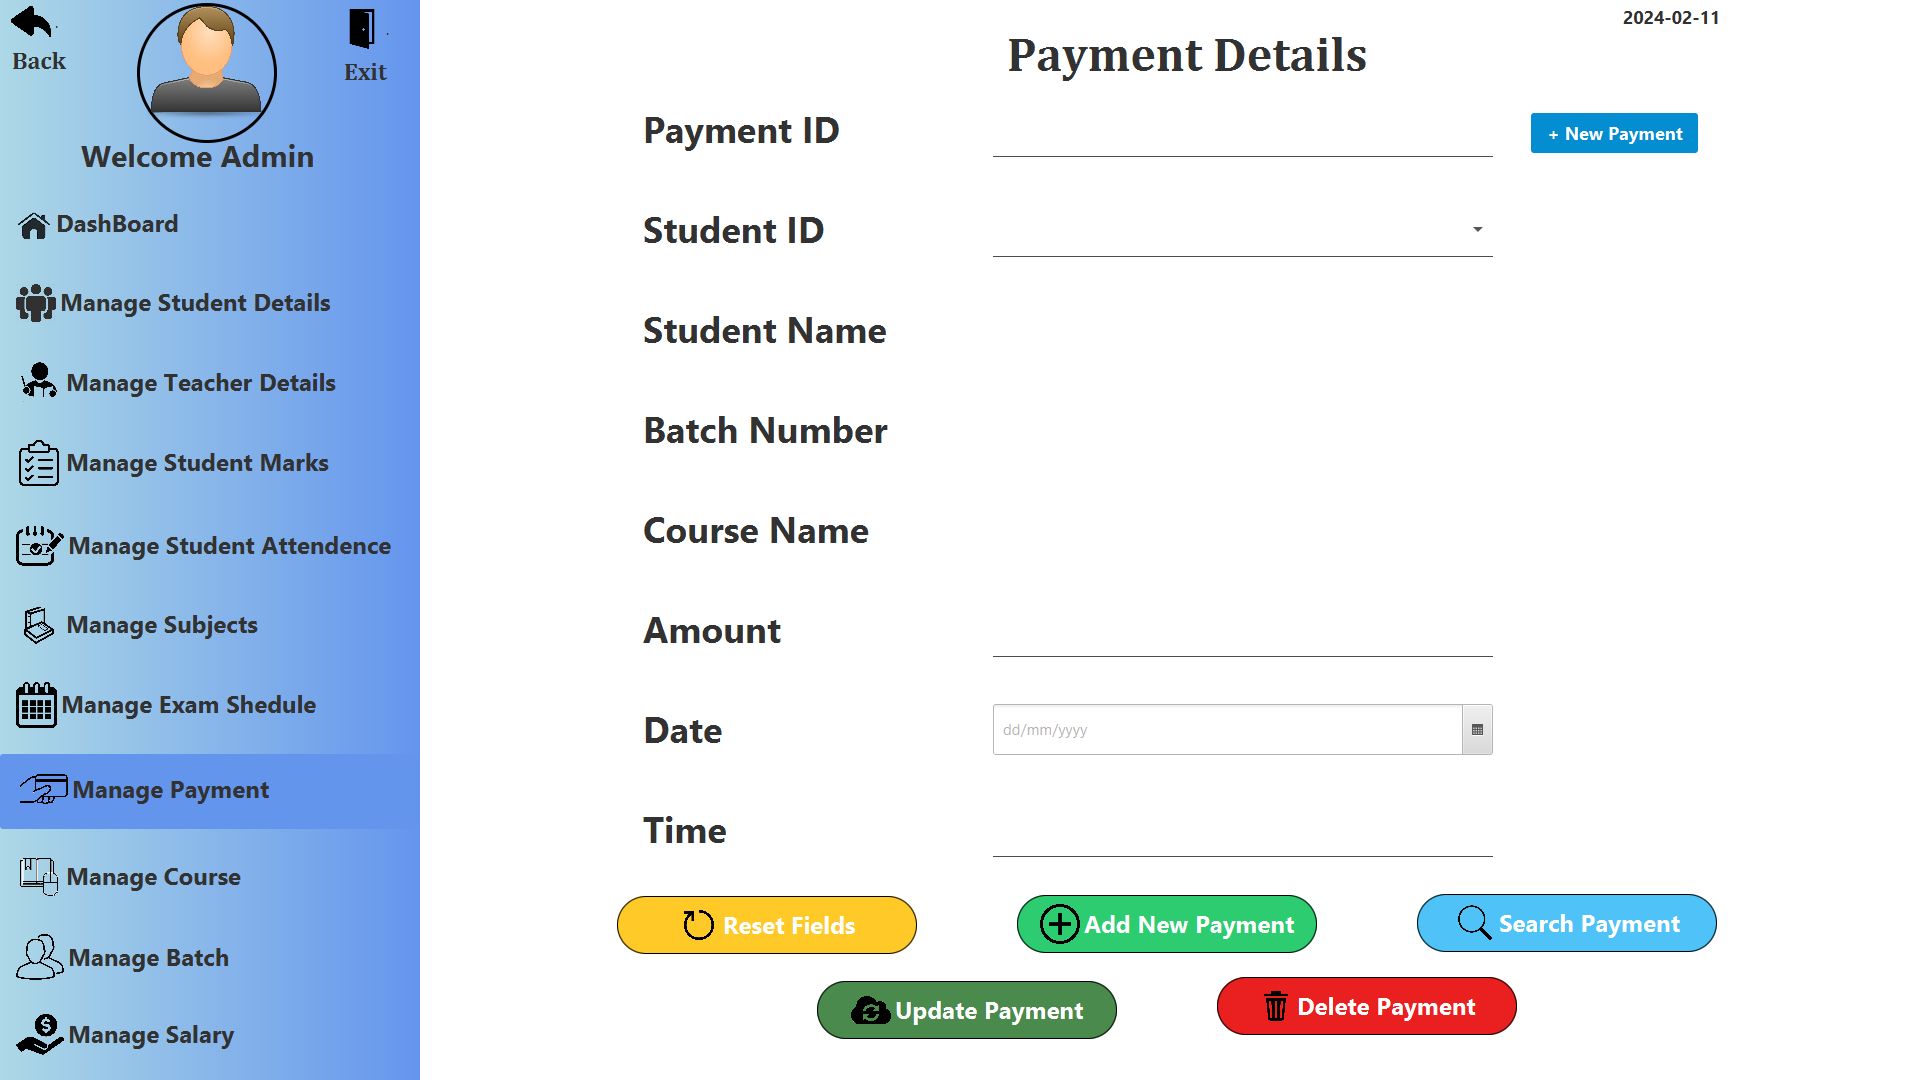 Back
Exit
Welcome Admin
DashBoard
Manage Student Details
Manage Teacher Details
Manage Student Marks
Manage Student Attendence
Manage Subjects
Manage Exam Shedule
Manage Payment
Manage Course
Manage Batch
Manage Salary
2024-02-11
Payment Details
Payment ID
+ New Payment
Student ID
Student Name
Batch Number
Course Name
Amount
Date
dd/mm/yyyy
Time
Reset Fields
Add New Payment
Search Payment
Update Payment
Delete Payment